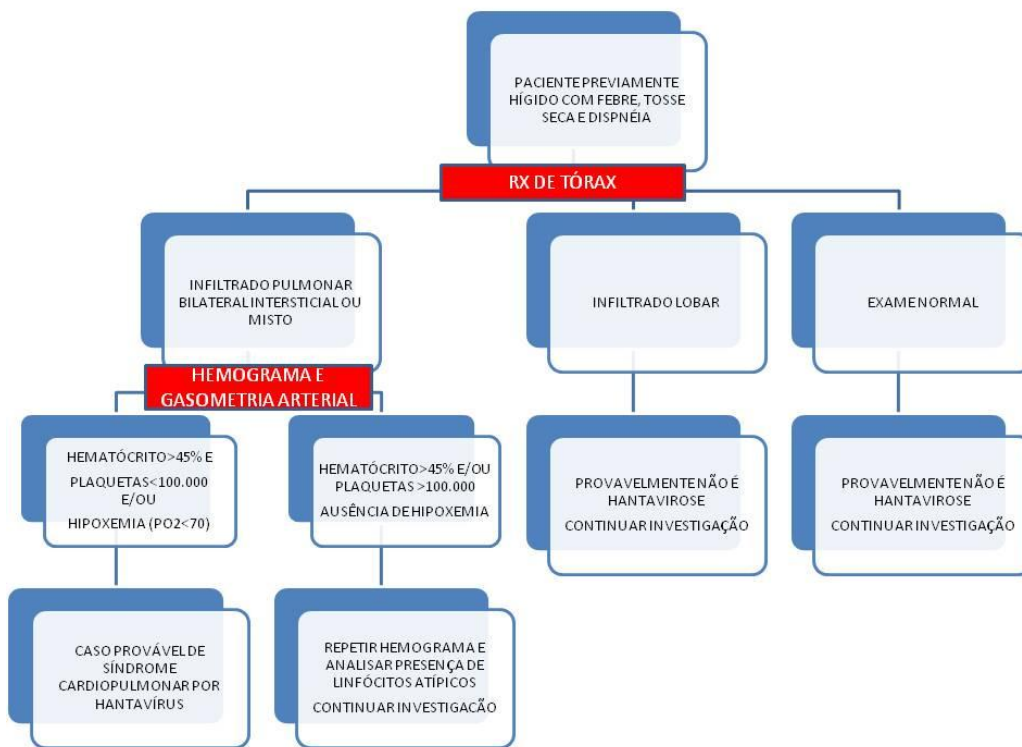 PACIENTE PREVIAMENTE
HÍGIDO COM FEBRE, TOSSE
SECA E DISPNÉIA
RX DE TÓRAX
INFILTRADO PULMONAR
BILATERAL INTERSTICIAL OU
MISTO
INFILTRADO LOBAR
EXAME NORMAL
HEMOGRAMA E
GASOMETRIA ARTERIAL
HEMATÓCRITO>45% E
PLAQUETAS<100.000
E/OU
HIPOXEMIA (PO2<70)
HEMATÓCRITO>45% E/OU
PLAQUETAS >100.000
AUSÊNCIA DE HIPOXEMIA
PROVAVELMENTE NÃO É
HANTAVIROSE
CONTINUAR INVESTIGAÇÃO
PROVAVELMENTE NÃO É
HANTAVIROSE
CONTINUAR INVESTIGAÇÃO
CASO PROVÁVEL DE
SÍNDROME
CARDIOPULMONAR POR
HANTAVÍRUS
REPETIR HEMOGRAMA E
ANALISAR PRESENÇA DE
LINFÓCITOS ATÍPICOS
CONTINUAR INVESTIGACÃO